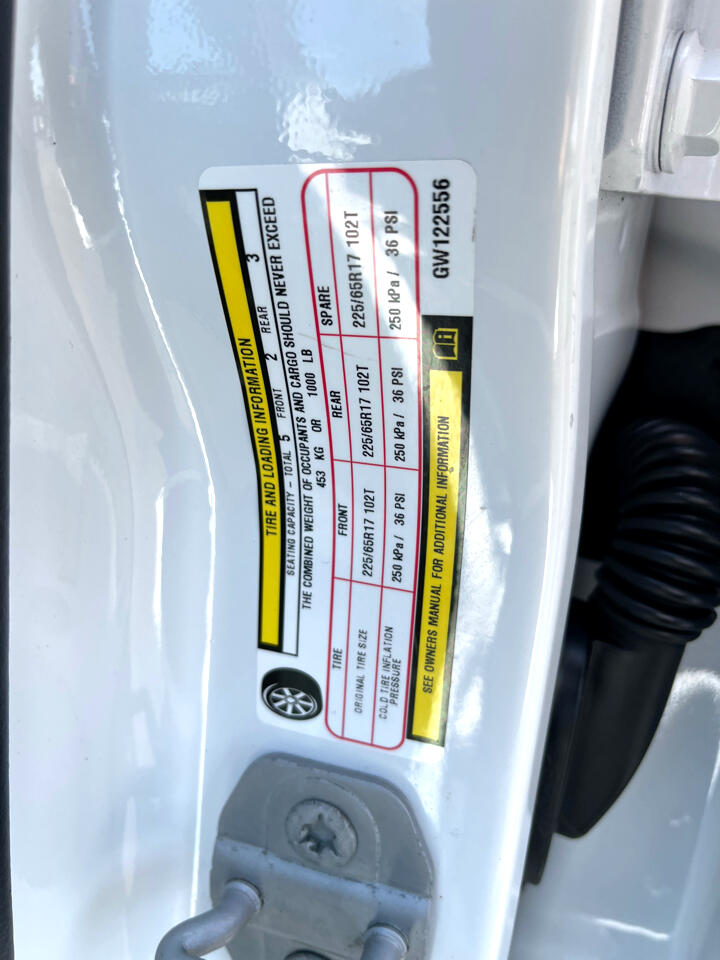 TIRE AND LOADING INFORMATION
SEATING CAPACITY - TOTAL 5 FRONT 2 REAR 3
THE COMBINED WEIGHT OF OCCUPANTS AND CARGO SHOULD NEVER EXCEED
453 KG OR 1000 LB
TIRE FRONT REAR SPARE
ORIGINAL TIRE SIZE 225/65R17 102T 225/65R17 102T 225/65R17 102T
COLD TIRE INFLATION PRESSURE 250 kPa / 36 PSI 250 kPa / 36 PSI 250 kPa / 36 PSI
SEE OWNERS MANUAL FOR ADDITIONAL INFORMATION
GW122556